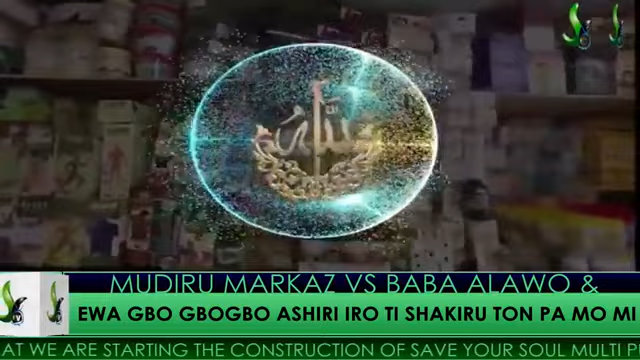 MUDIRU MARKAZ VS BABA ALAWO &
EWA GBO GBOGBO ASHIRI IRO TI SHAKIRU TON PA MO MI
AT WE ARE STARTING THE CONSTRUCTION OF SAVE YOUR SOUL MULTI P